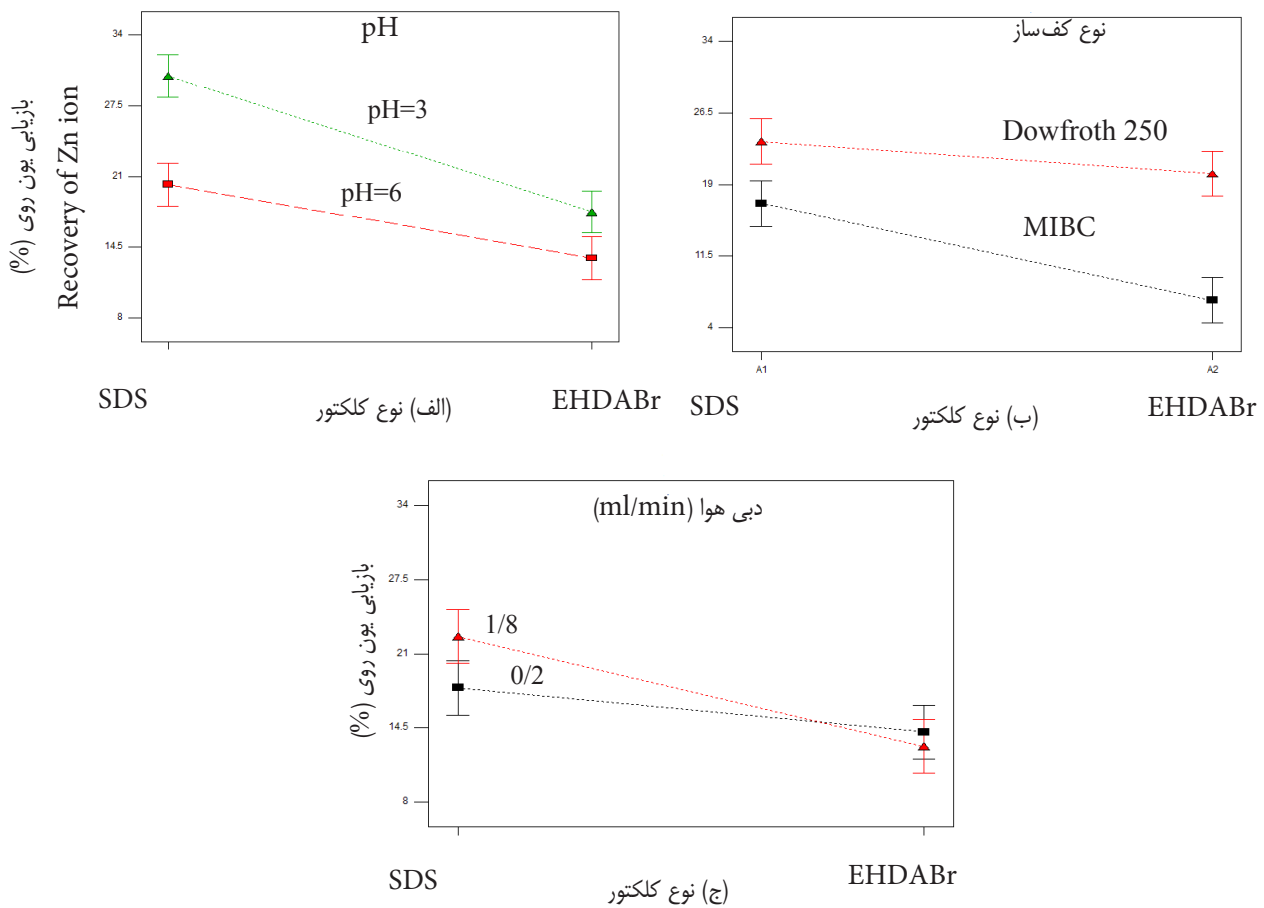 pH
34
27.5
21
14.5
8
pH=3
pH=6
بازیابی یون روی (%)
Recovery of Zn ion
SDS
EHDABr
(الف) نوع کلکتور
نوع کف‌ساز
34
26.5
19
11.5
4
Dowfroth 250
MIBC
A1
A2
SDS
EHDABr
(ب) نوع کلکتور
دبی هوا (ml/min)
34
27.5
21
14.5
8
1/8
0/2
بازیابی یون روی (%)
SDS
EHDABr
(ج) نوع کلکتور